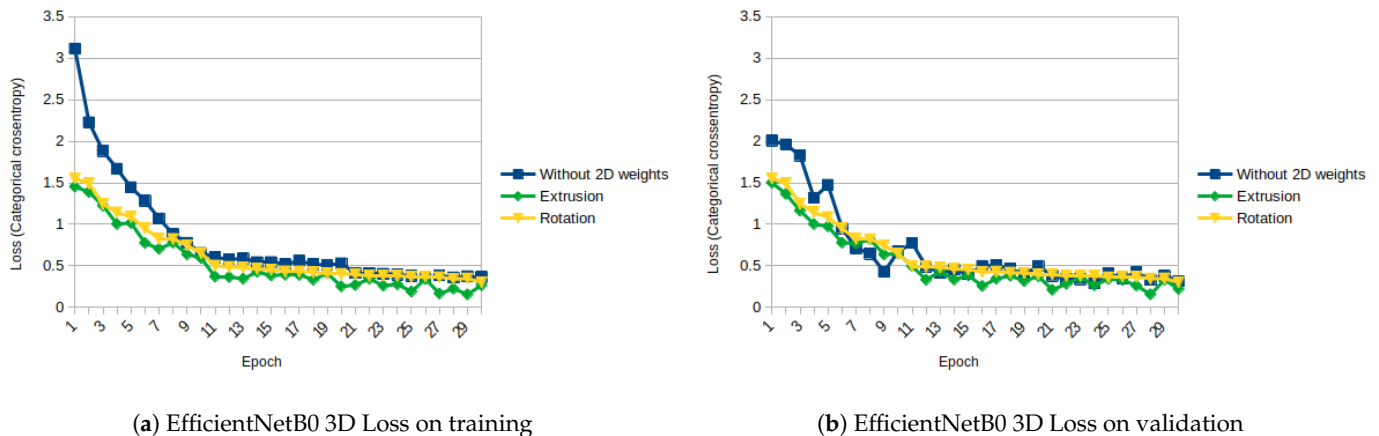 3.5
3
2.5
2
1.5
1
0.5
0
Loss (Categorical crosentropy)
1 3 5 7 9 11 13 15 17 19 21 23 25 27 29
Epoch
Without 2D weights
Extrusion
Rotation
(a) EfficientNetB0 3D Loss on training
3.5
3
2.5
2
1.5
1
0.5
0
Loss (Categorical crosentropy)
1 3 5 7 9 11 13 15 17 19 21 23 25 27 29
Epoch
Without 2D weights
Extrusion
Rotation
(b) EfficientNetB0 3D Loss on validation